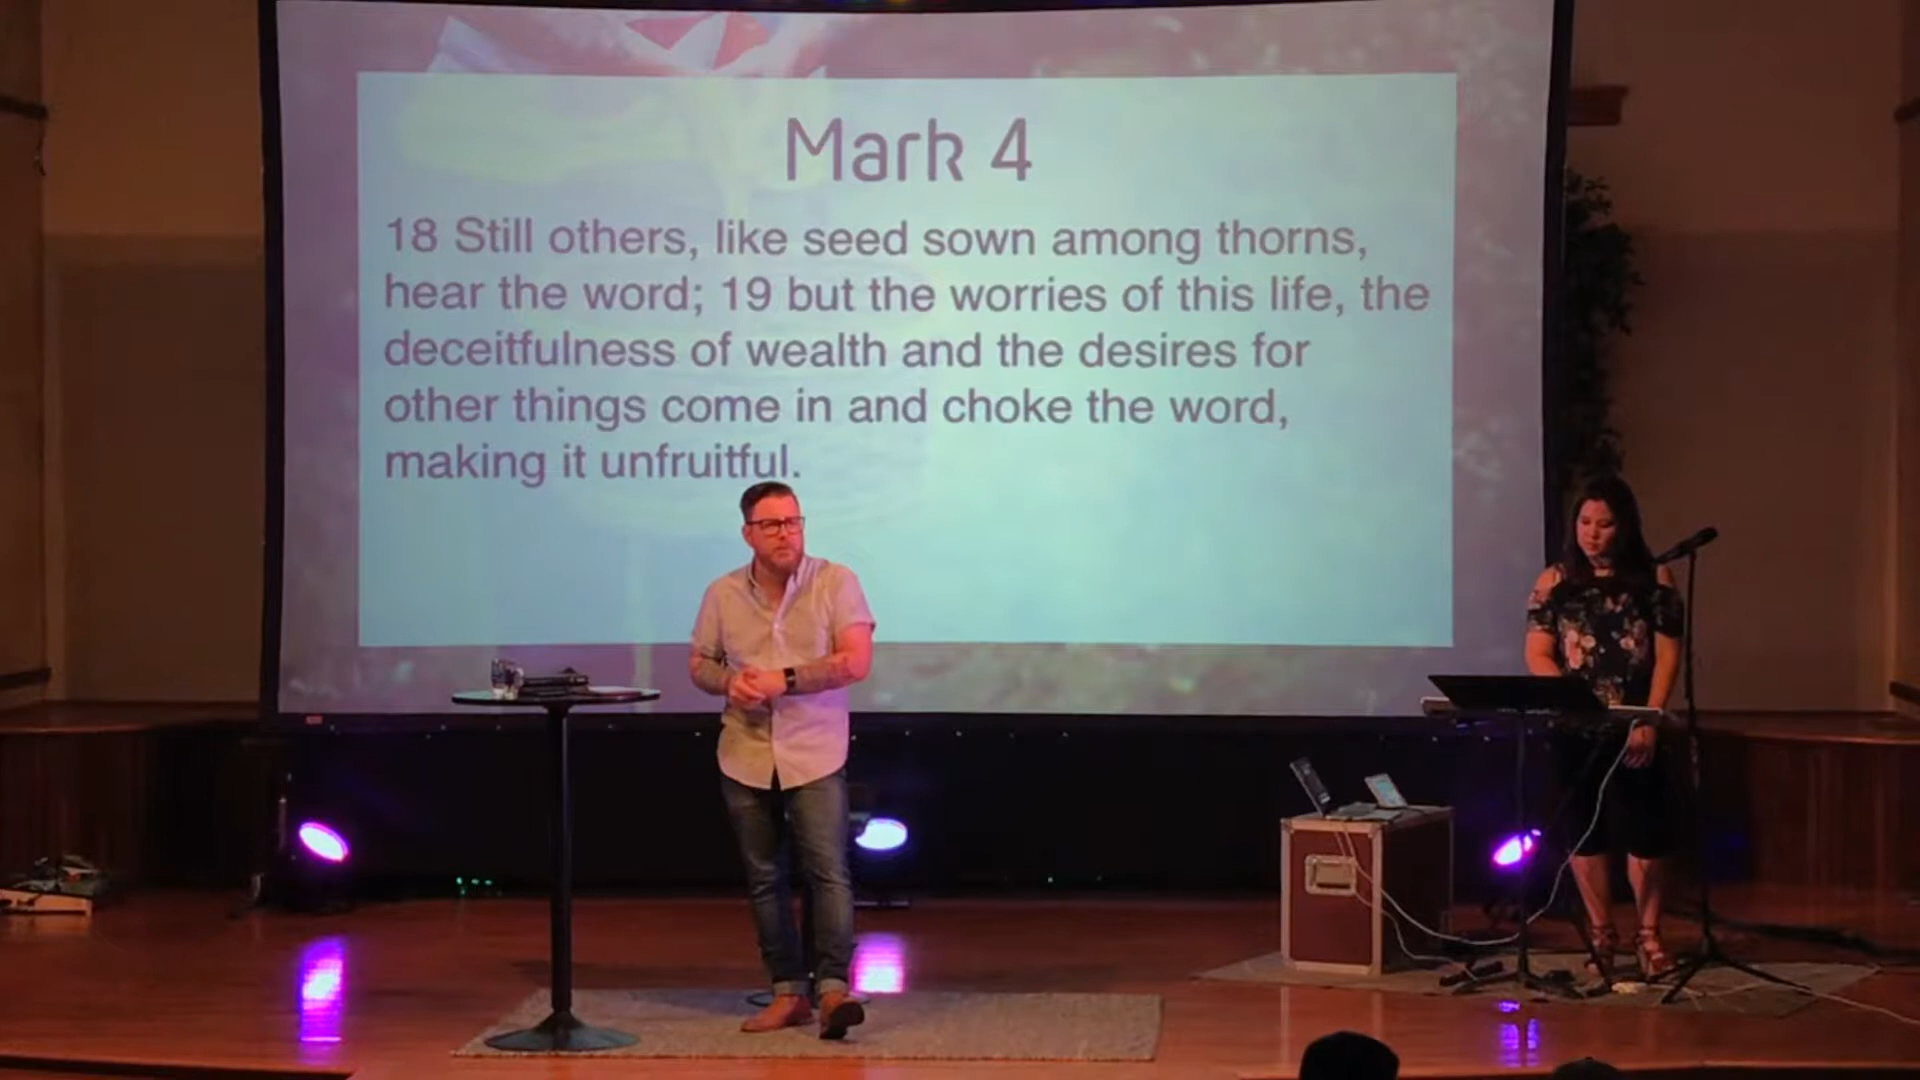 Mark 4
18 Still others, like seed sown among thorns,
hear the word; 19 but the worries of this life, the
deceitfulness of wealth and the desires for
other things come in and choke the word,
making it unfruitful.